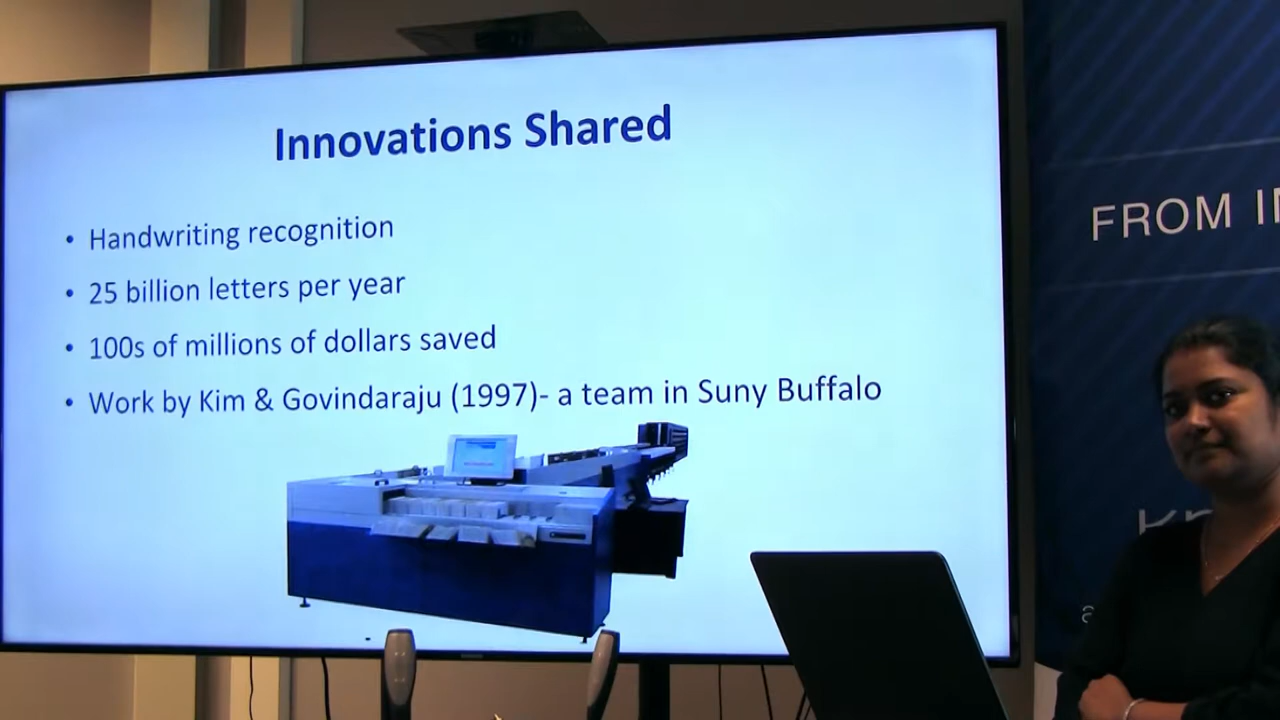 Innovations Shared
• Handwriting recognition
• 25 billion letters per year
• 100s of millions of dollars saved
• Work by Kim & Govindaraju (1997)- a team in Suny Buffalo
FROM